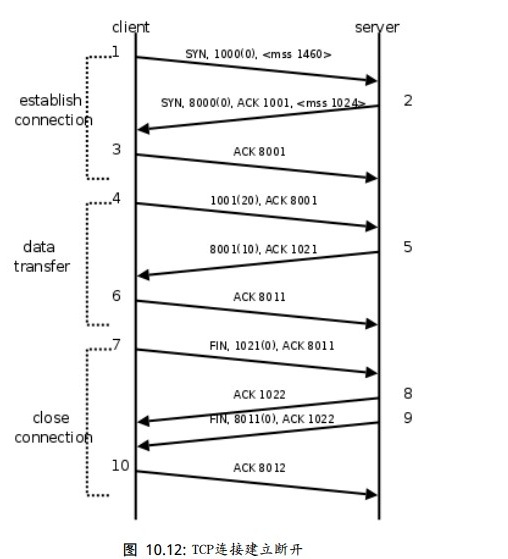 client server
1 SYN, 1000(0), <mss 1460>
establish connection
SYN, 8000(0), ACK 1001, <mss 1024> 2
3 ACK 8001
4 1001(20), ACK 8001
data transfer
8001(10), ACK 1021 5
6 ACK 8011
7 FIN, 1021(0), ACK 8011
close connection
ACK 1022 8
FIN, 8011(0), ACK 1022 9
10 ACK 8012
图 10.12: TCP连接建立断开